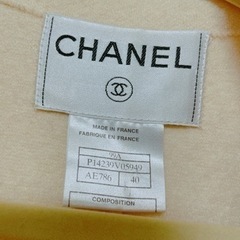 CHANEL
MADE IN FRANCE
FABRIQUE EN FRANCE
P14239V05949
AE786 40
COMPOSITION